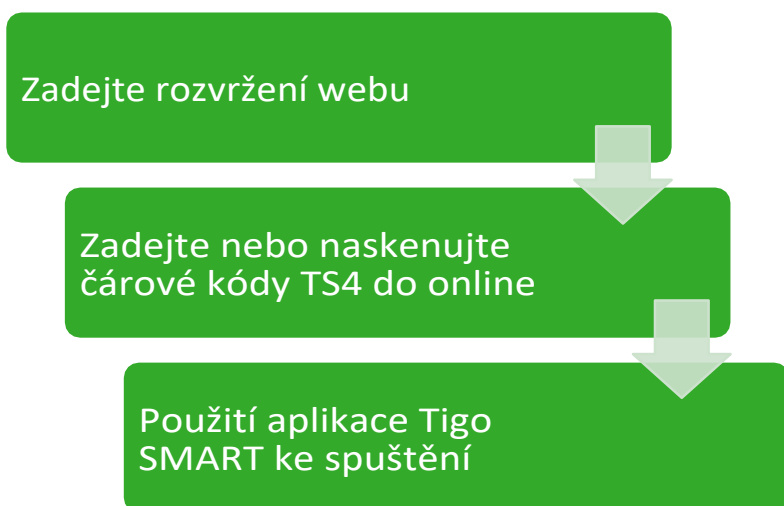 Zadejte rozvržení webu
Zadejte nebo naskenujte
čárové kódy TS4 do online
Použití aplikace Tigo
SMART ke spuštění